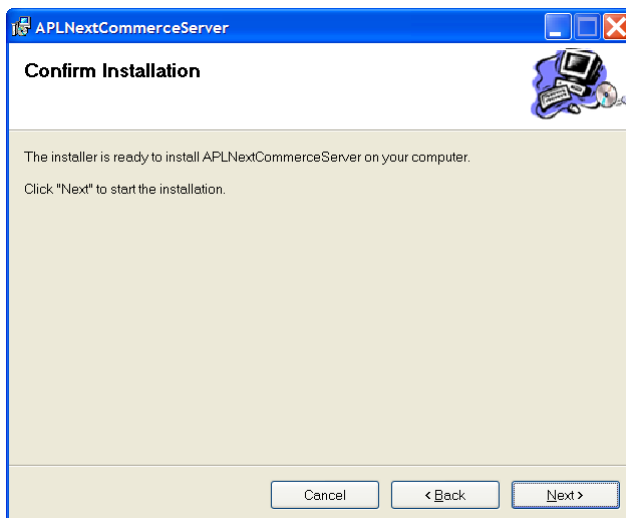 APLNextCommerceServer
Confirm Installation
The installer is ready to install APLNextCommerceServer on your computer.
Click "Next" to start the installation.
Cancel
< Back
Next >